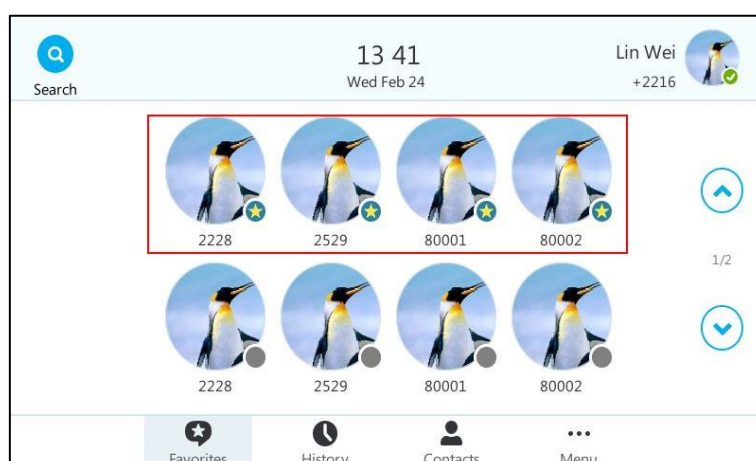 13 41
Lin Wei
Wed Feb 24
+2216
Search
2228 2529 80001 80002
1/2
2228 2529 80001 80002
Favorites History Contacts Menu